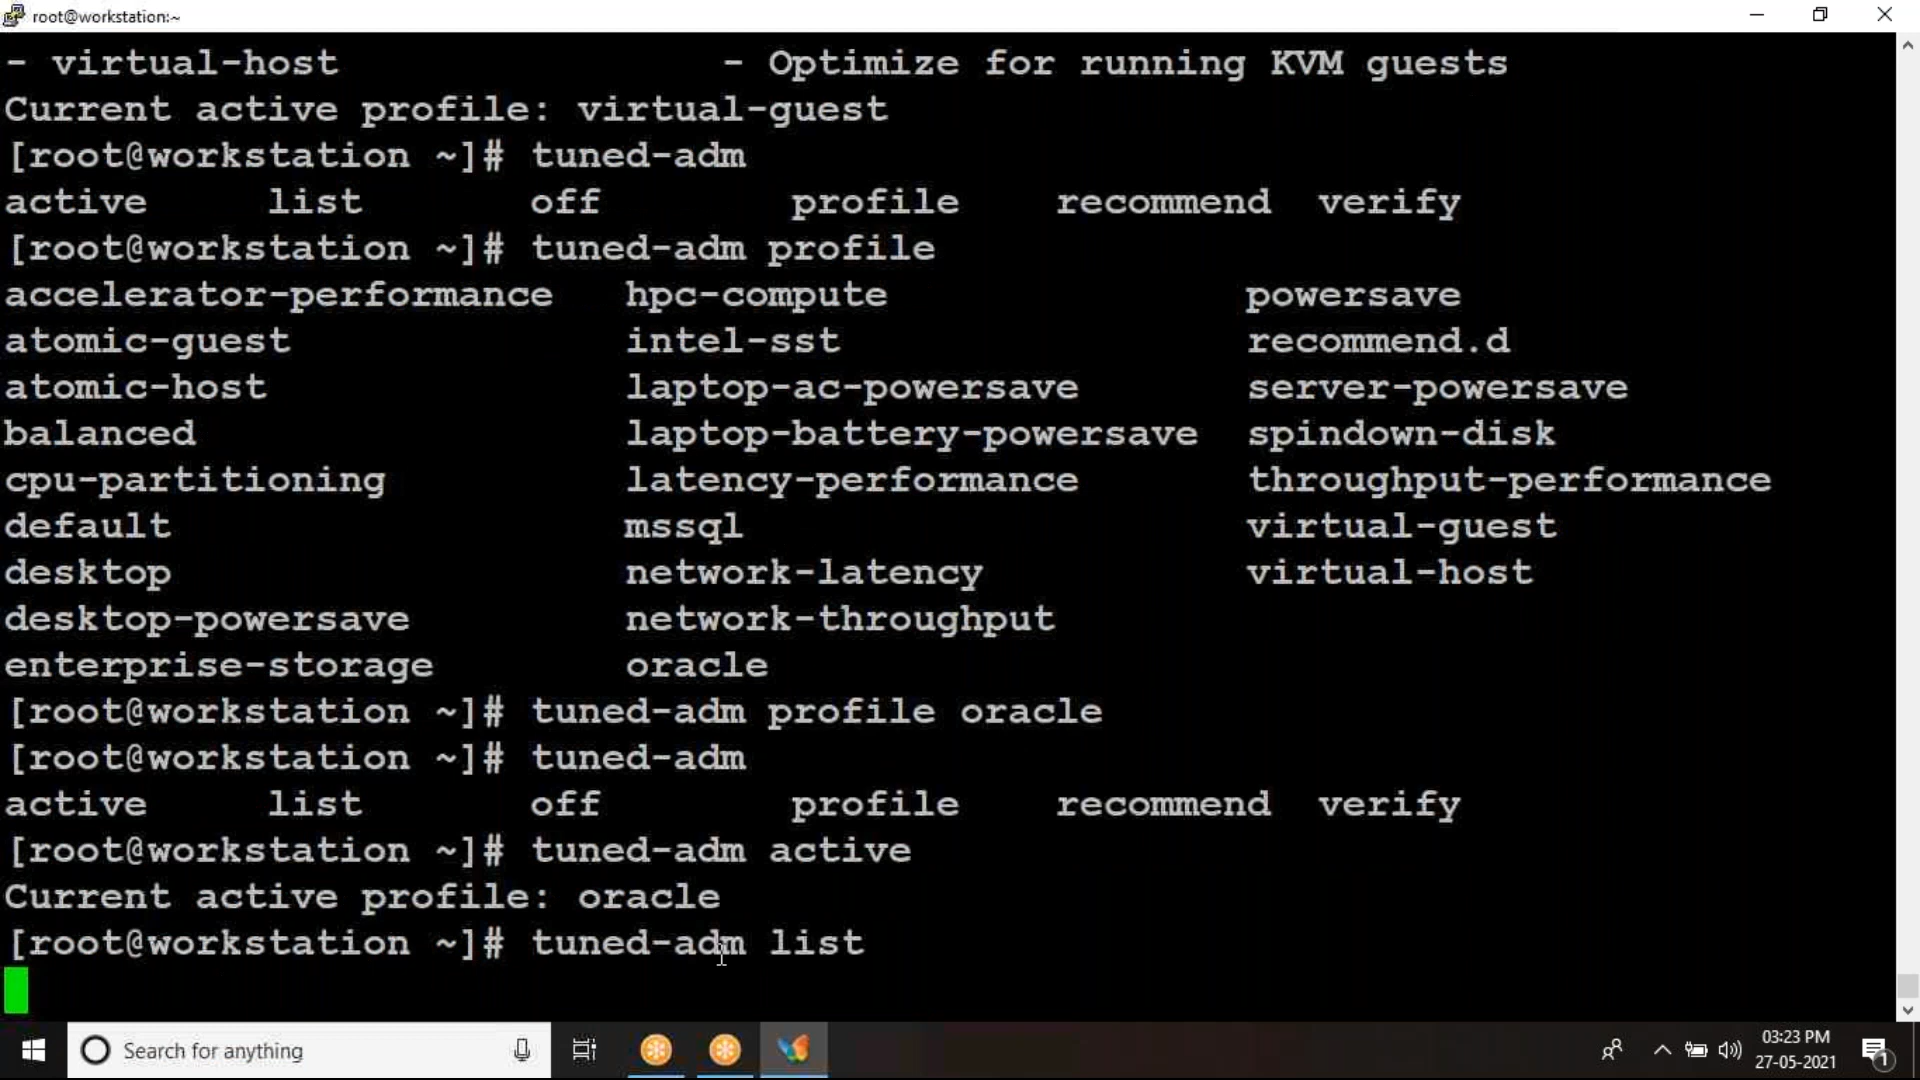 root@workstation:~
- virtual-host - Optimize for running KVM guests
Current active profile: virtual-guest
[root@workstation ~]# tuned-adm
active list off profile recommend verify
[root@workstation ~]# tuned-adm profile
accelerator-performance hpc-compute powersave
atomic-guest intel-sst recommend.d
atomic-host laptop-ac-powersave server-powersave
balanced laptop-battery-powersave spindown-disk
cpu-partitioning latency-performance throughput-performance
default mssql virtual-guest
desktop network-latency virtual-host
desktop-powersave network-throughput
enterprise-storage oracle
[root@workstation ~]# tuned-adm profile oracle
[root@workstation ~]# tuned-adm
active list off profile recommend verify
[root@workstation ~]# tuned-adm active
Current active profile: oracle
[root@workstation ~]# tuned-adm list
Search for anything
03:23 PM
27-05-2021
1